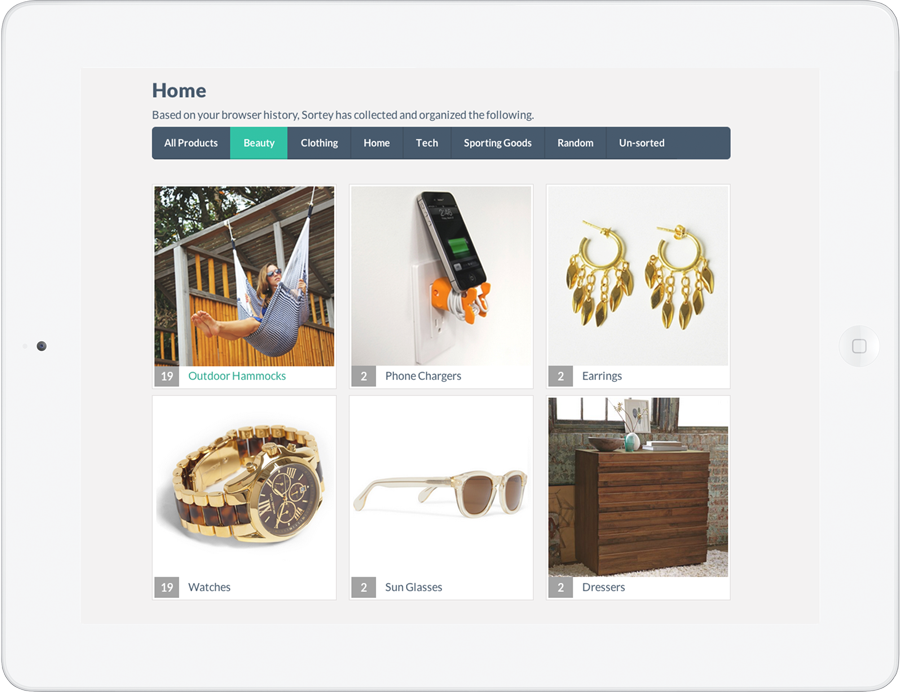 Home
Based on your browser history, Sortey has collected and organized the following.
All Products Beauty Clothing Home Tech Sporting Goods Random Un-sorted
2:46
19 Outdoor Hammocks
2 Phone Chargers
2 Earrings
19 Watches
2 Sun Glasses
2 Dressers